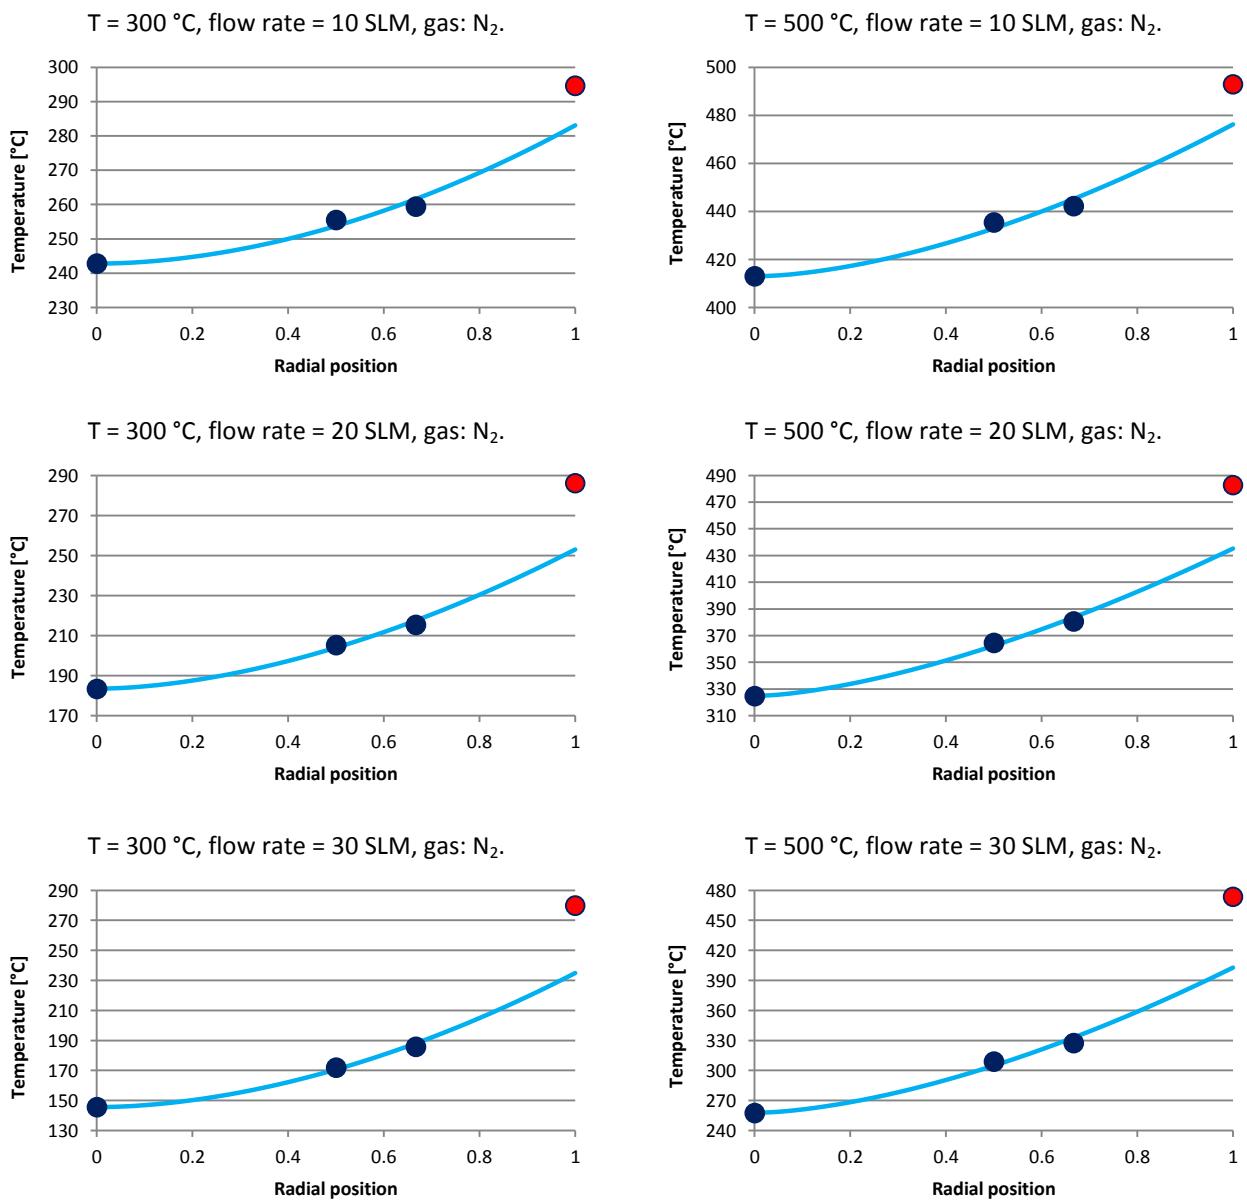 T = 300 °C, flow rate = 10 SLM, gas: N₂.
Temperature [°C]
300
290
280
270
260
250
240
230
0 0.2 0.4 0.6 0.8 1
Radial position
T = 500 °C, flow rate = 10 SLM, gas: N₂.
Temperature [°C]
500
480
460
440
420
400
0 0.2 0.4 0.6 0.8 1
Radial position
T = 300 °C, flow rate = 20 SLM, gas: N₂.
Temperature [°C]
290
270
250
230
210
190
170
0 0.2 0.4 0.6 0.8 1
Radial position
T = 500 °C, flow rate = 20 SLM, gas: N₂.
Temperature [°C]
490
470
450
430
410
390
370
350
330
310
0 0.2 0.4 0.6 0.8 1
Radial position
T = 300 °C, flow rate = 30 SLM, gas: N₂.
Temperature [°C]
290
270
250
230
210
190
170
150
130
0 0.2 0.4 0.6 0.8 1
Radial position
T = 500 °C, flow rate = 30 SLM, gas: N₂.
Temperature [°C]
480
450
420
390
360
330
300
270
240
0 0.2 0.4 0.6 0.8 1
Radial position